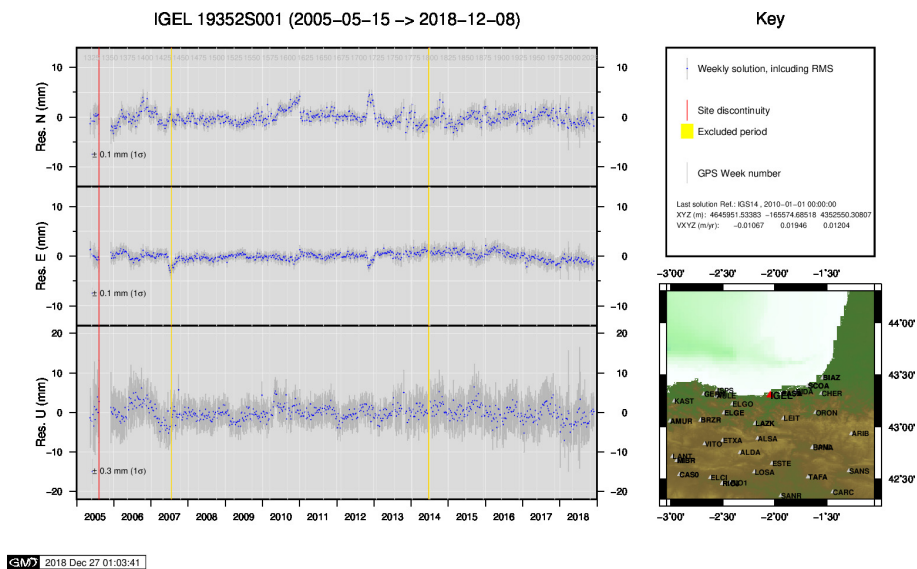 IGEL 19352S001 (2005−05−15 −> 2018−12−08)
Key
Res. N (mm)
10
0
−10
± 0.1 mm (1σ)
10
0
−10
Res. E (mm)
10
0
−10
± 0.1 mm (1σ)
10
0
−10
Res. U (mm)
20
10
0
−10
−20
± 0.3 mm (1σ)
20
10
0
−10
−20
2005 2006 2007 2008 2009 2010 2011 2012 2013 2014 2015 2016 2017 2018
Weekly solution, inlcuding RMS
Site discontinuity
Excluded period
GPS Week number
Last solution Ref.: IGS14 , 2010−01−01 00:00:00
XYZ (m): 4645951.53383 −165574.68518 4352550.30807
VXYZ (m/yr): −0.01067 0.01946 0.01204
−3˚00' −2˚30' −2˚00' −1˚30'
44˚00'
43˚30'
43˚00'
42˚30'
BIAZ
SCOA
CHER
IGEL
KAST
ELGO
ELGE
ORON
AMUR
BRZR
LEIT
LAZK
ARIB
VITO
ETXA
ALSA
ALDA
LANT
ESTE
SANS
CASO
ELCI
LOSA
TAFA
SANR
CARC
−3˚00' −2˚30' −2˚00' −1˚30'
GMT 2018 Dec 27 01:03:41